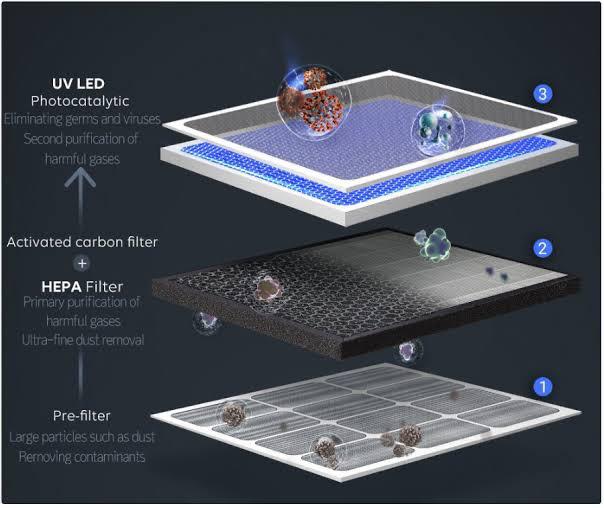 UV LED
Photocatalytic
Eliminating germs and viruses
Second purification of
harmful gases
3
Activated carbon filter
+
HEPA Filter
Primary purification of
harmful gases
Ultra-fine dust removal
2
Pre-filter
Large particles such as dust
Removing contaminants
1